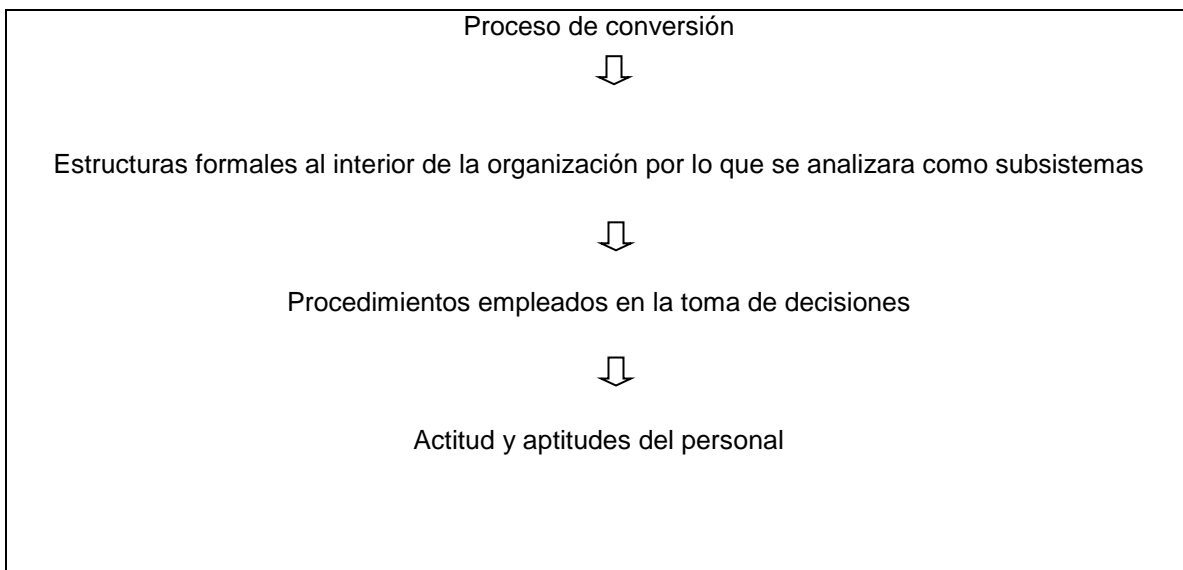 Proceso de conversión
Estructuras formales al interior de la organización por lo que se analizara como subsistemas
Procedimientos empleados en la toma de decisiones
Actitud y aptitudes del personal